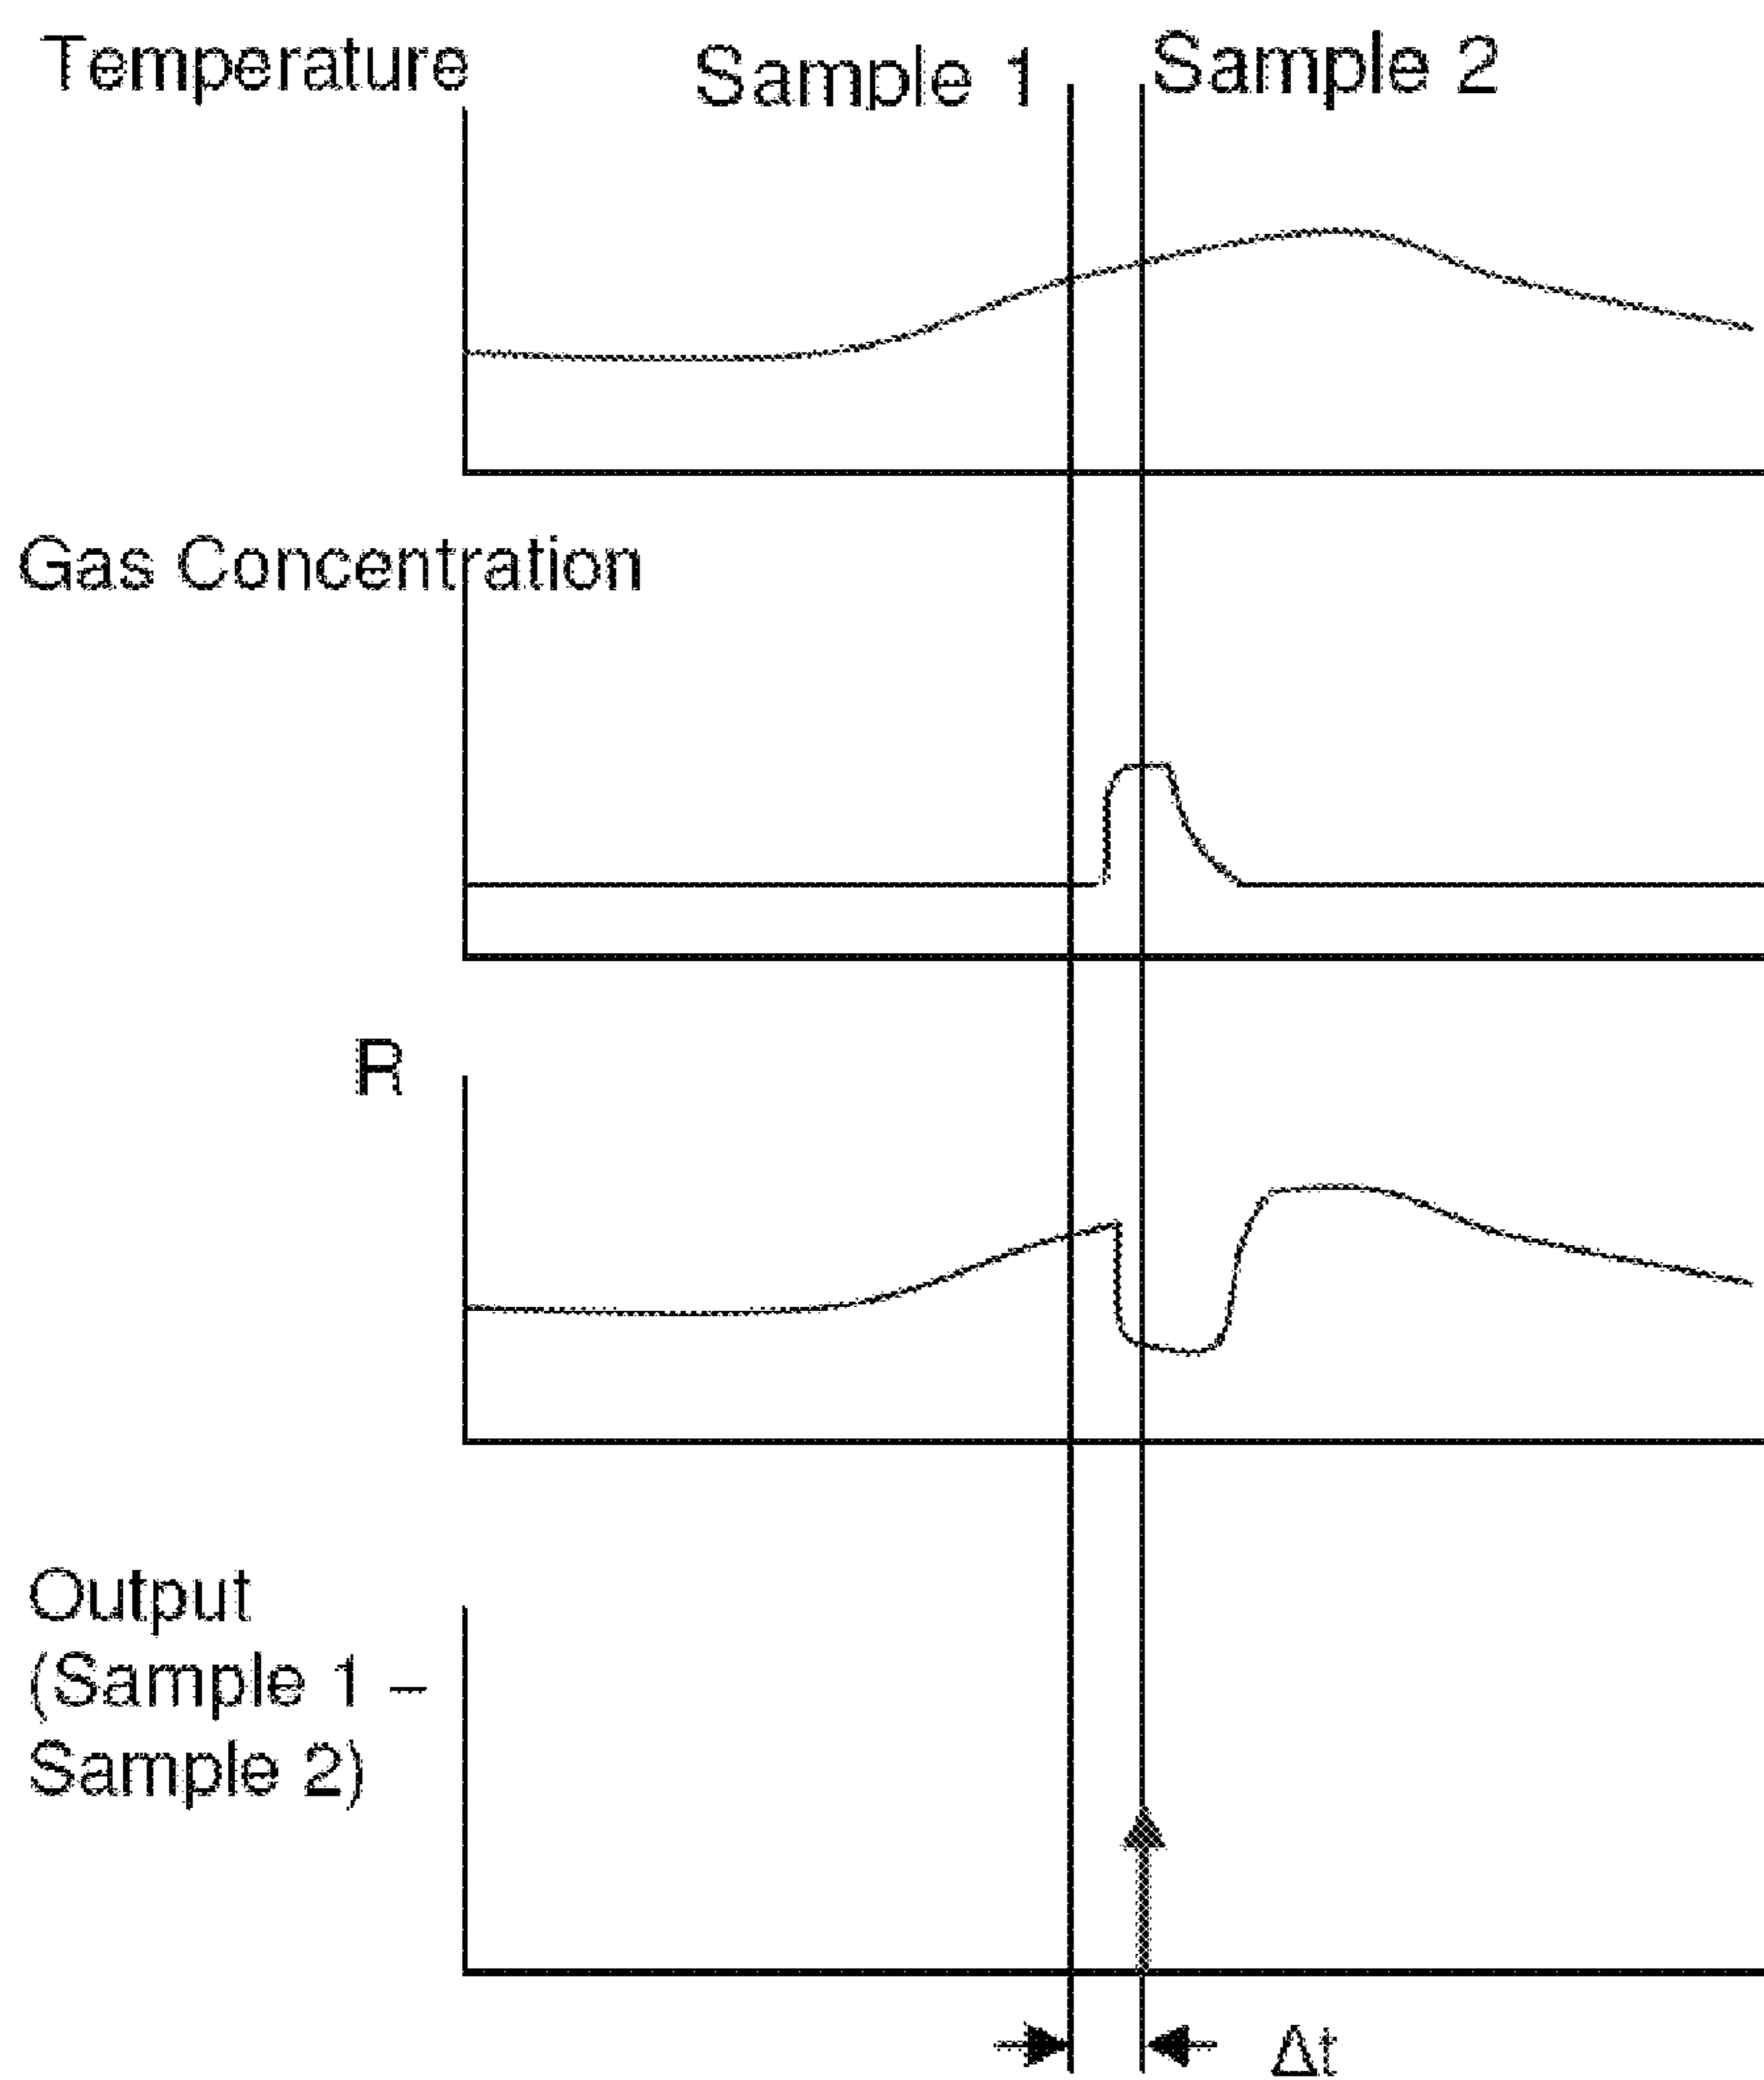 Temperature
Sample 1
Sample 2
Gas Concentration
R
Output
(Sample 1 –
Sample 2)
Δt